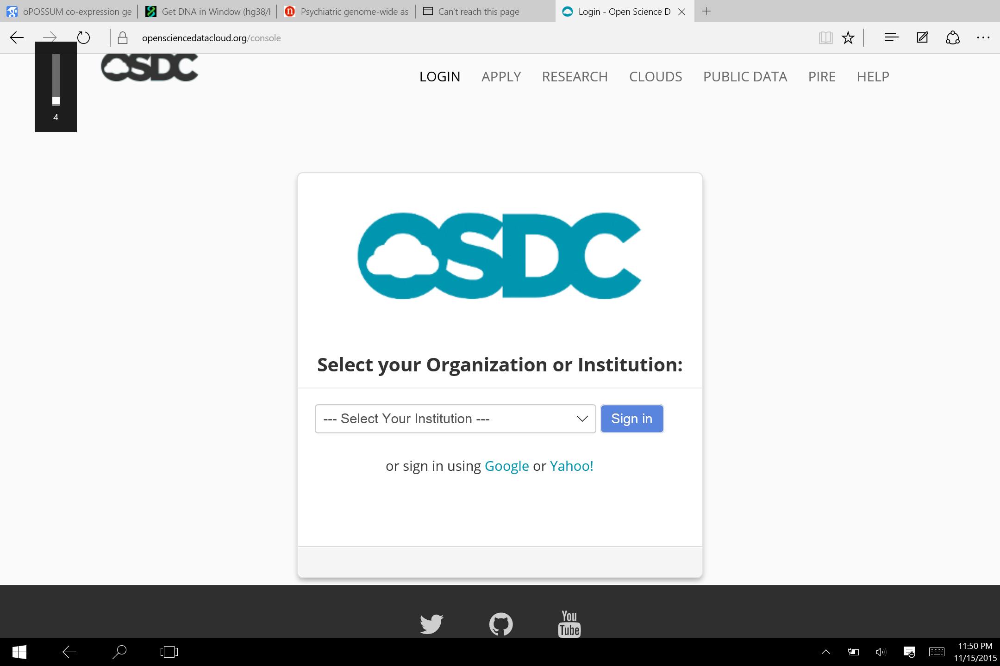 oPOSSUM co-expression ge
Get DNA in Window (hg38/h
Psychiatric genome-wide as
Can't reach this page
Login - Open Science D
opensciencedatacloud.org/console
4
OSDC
LOGIN APPLY RESEARCH CLOUDS PUBLIC DATA PIRE HELP
OSDC
Select your Organization or Institution:
--- Select Your Institution ---
Sign in
or sign in using Google or Yahoo!
You
Tube
11:50 PM
11/15/2015